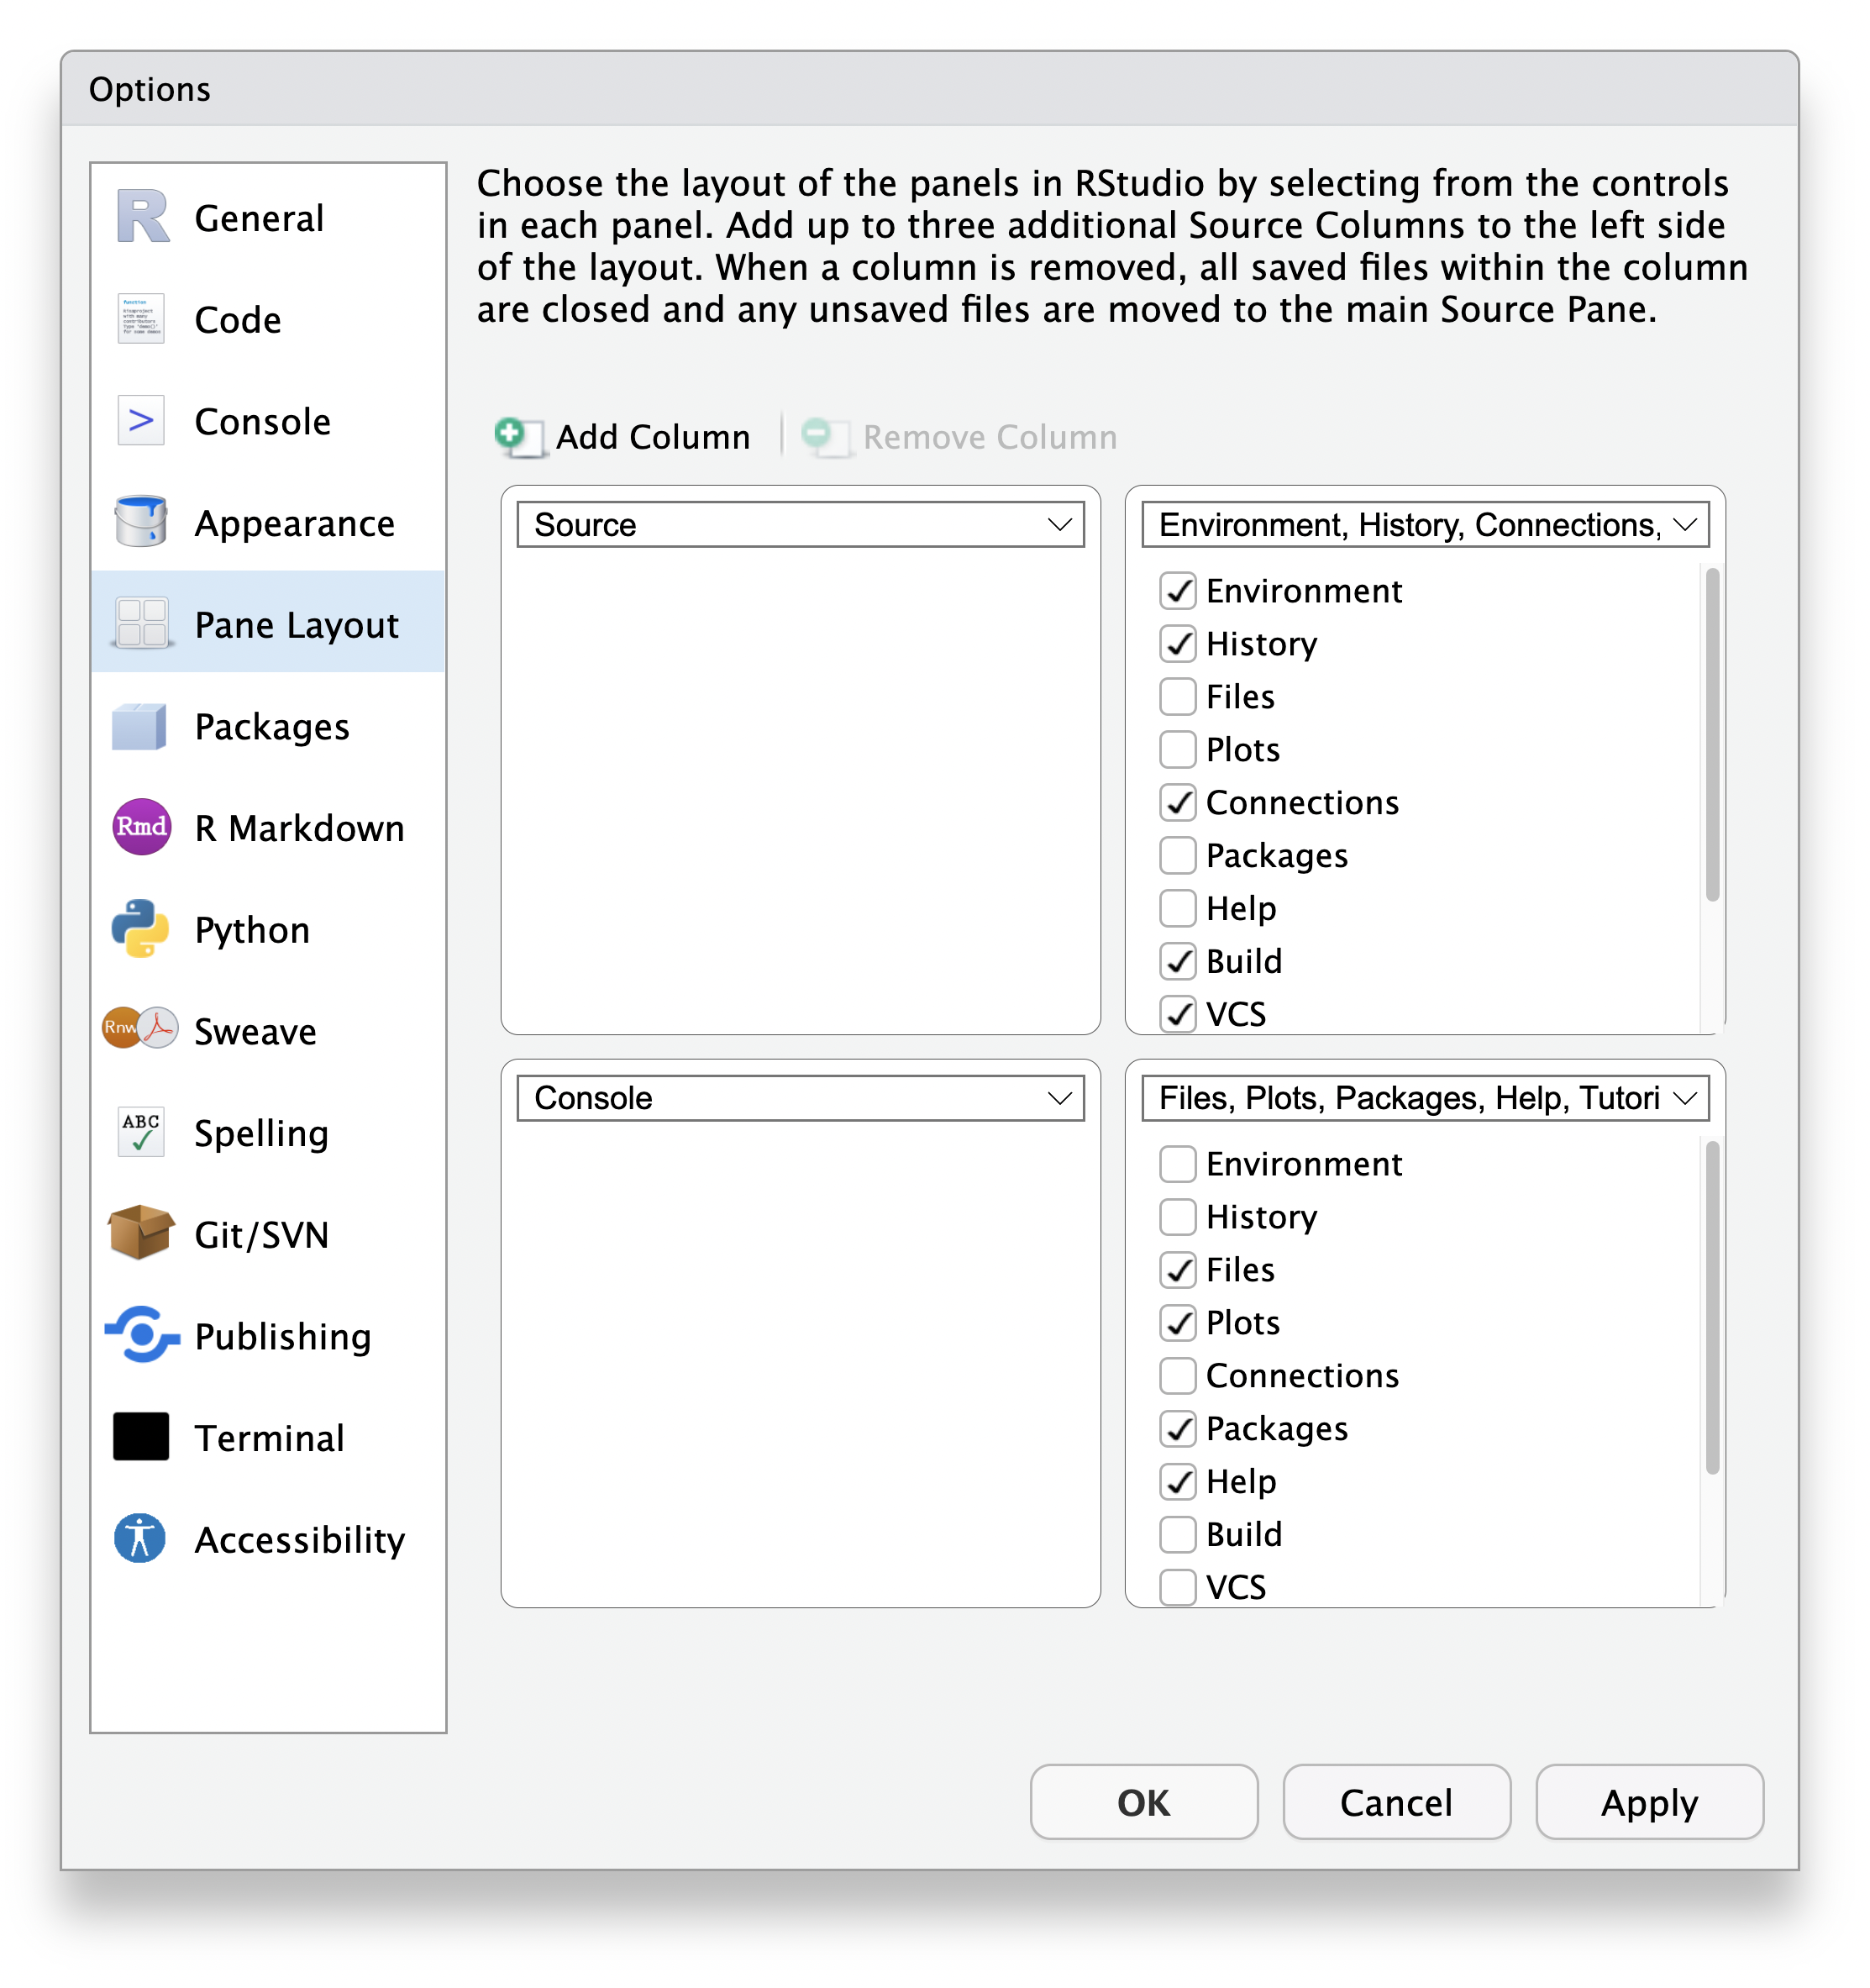 Options
General
Code
Console
Appearance
Pane Layout
Packages
R Markdown
Python
Sweave
Spelling
Git/SVN
Publishing
Terminal
Accessibility
R
function
>
Rmd
Rnw
ABC
Choose the layout of the panels in RStudio by selecting from the controls
in each panel. Add up to three additional Source Columns to the left side
of the layout. When a column is removed, all saved files within the column
are closed and any unsaved files are moved to the main Source Pane.
Add Column
Remove Column
Source
Environment, History, Connections,
Environment
History
Files
Plots
Connections
Packages
Help
Build
VCS
Console
Files, Plots, Packages, Help, Tutori
Environment
History
Files
Plots
Connections
Packages
Help
Build
VCS
OK
Cancel
Apply